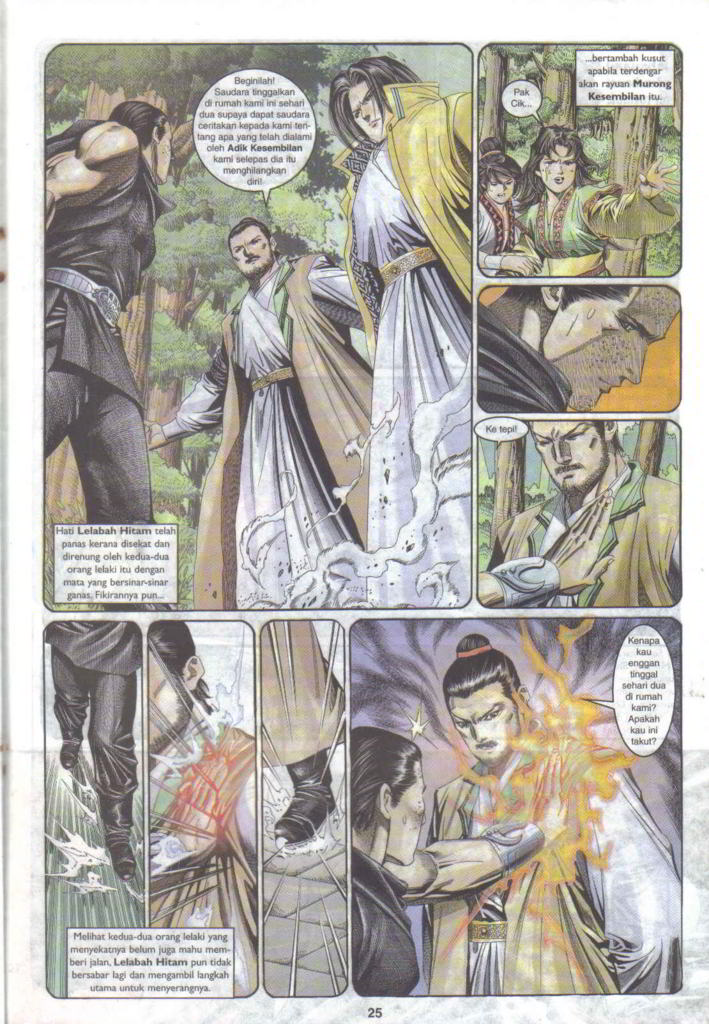 Beginilah!
Saudara tinggalkan
di rumah kami ini sehari
dua supaya dapat saudara
ceritakan kepada kami ten-
tang apa yang telah dialami
oleh Adik Kesembilan
kami selepas dia itu
menghilangkan
diri!
Hati Lelabah Hitam telah
panas kerana disekat dan
direnung oleh kedua-dua
orang lelaki itu dengan
mata yang bersinar-sinar
ganas. Fikirannya pun...
...bertambah kusut
apabila terdengar
akan rayuan Murong
Kesembilan itu.
Pak
Cik...
Ke tepi!
Melihat kedua-dua orang lelaki yang
menyekatnya belum juga mahu mem-
beri jalan, Lelabah Hitam pun tidak
bersabar lagi dan mengambil langkah
utama untuk menyerangnya.
Kenapa
kau
enggan
tinggal
sehari dua
di rumah
kami?
Apakah
kau ini
takut?
25